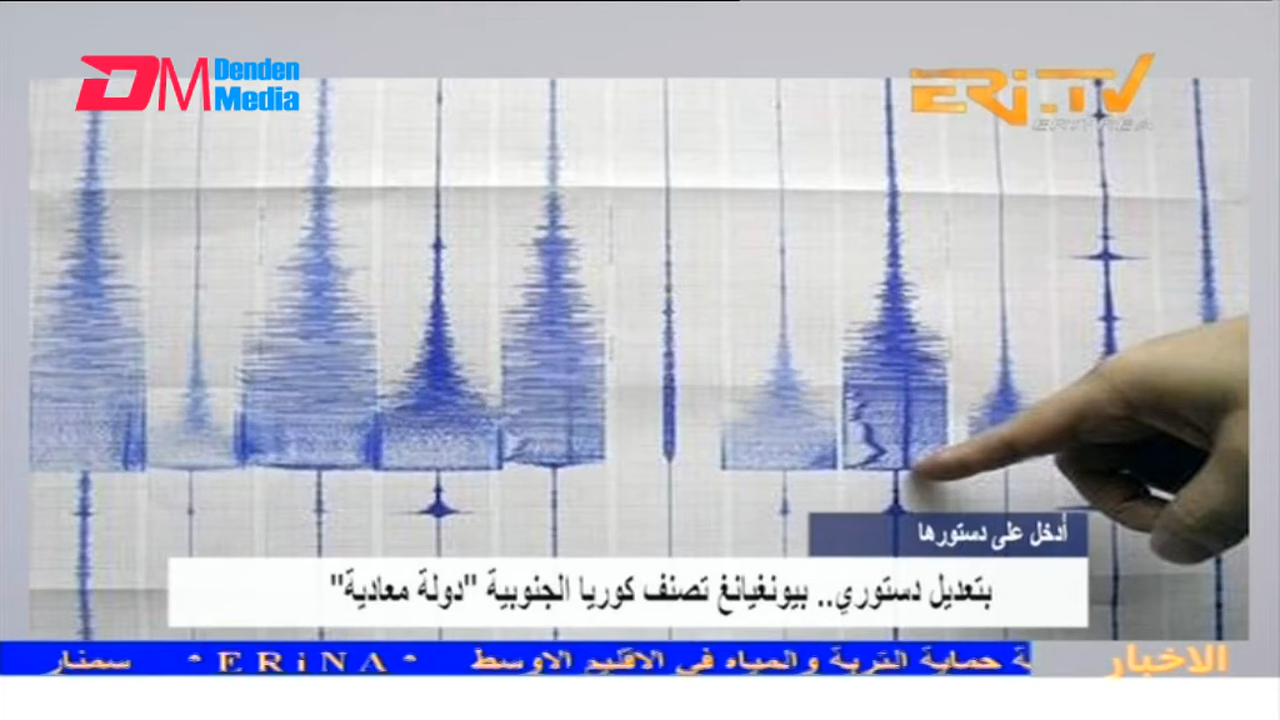 DM Denden Media
ERI.TV
ERITREA
أدخل على دستورها
بتعديل دستوري.. بيونغيانغ تصنف كوريا الجنوبية "دولة معادية"
الاخبار
ة حماية التربة والمياه في الاقليم الاوسط - ERiNA - سمنار